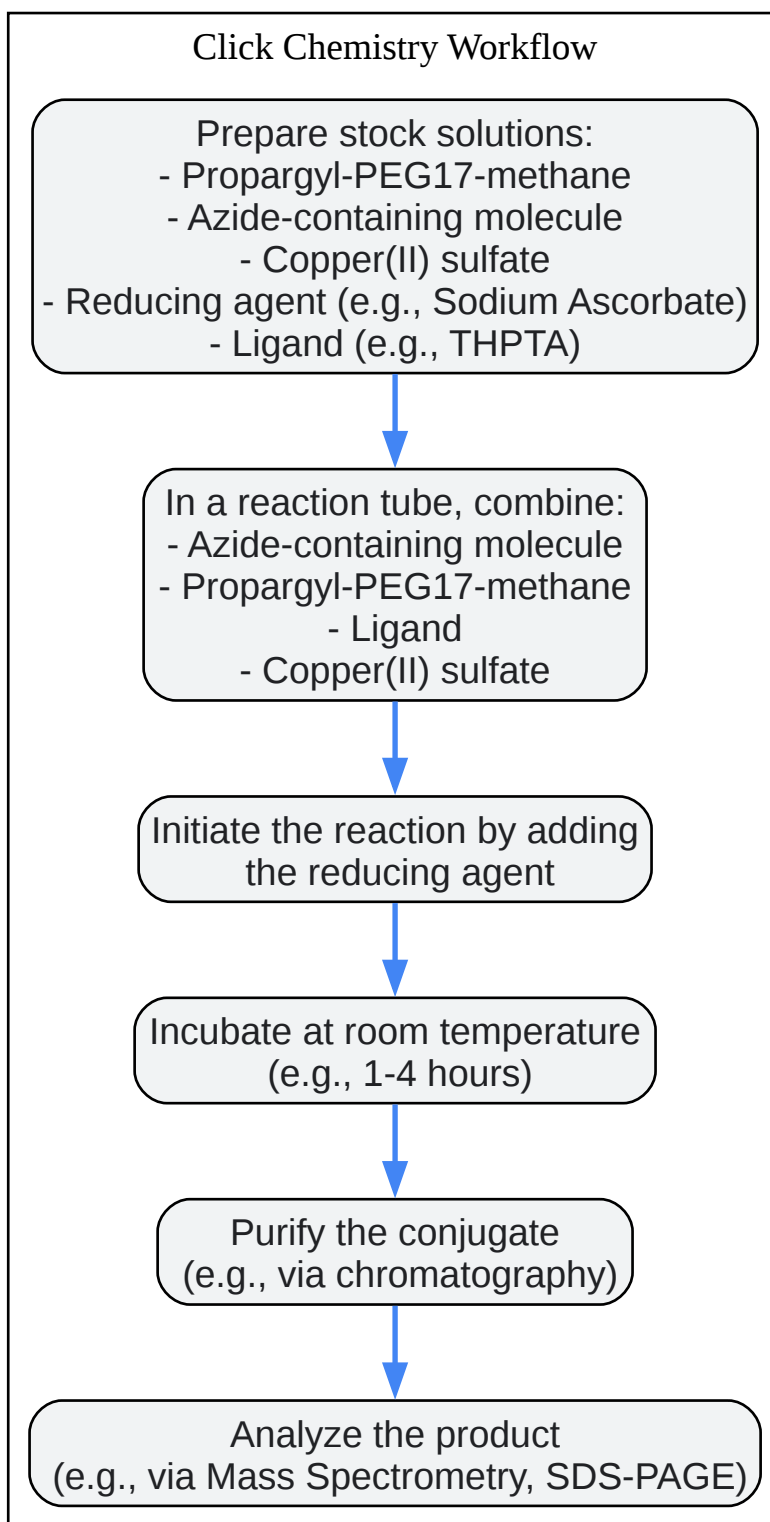 Click Chemistry Workflow
Prepare stock solutions:
- Propargyl-PEG17-methane
- Azide-containing molecule
- Copper(II) sulfate
- Reducing agent (e.g., Sodium Ascorbate)
- Ligand (e.g., THPTA)
In a reaction tube, combine:
- Azide-containing molecule
- Propargyl-PEG17-methane
- Ligand
- Copper(II) sulfate
Initiate the reaction by adding
the reducing agent
Incubate at room temperature
(e.g., 1-4 hours)
Purify the conjugate
(e.g., via chromatography)
Analyze the product
(e.g., via Mass Spectrometry, SDS-PAGE)